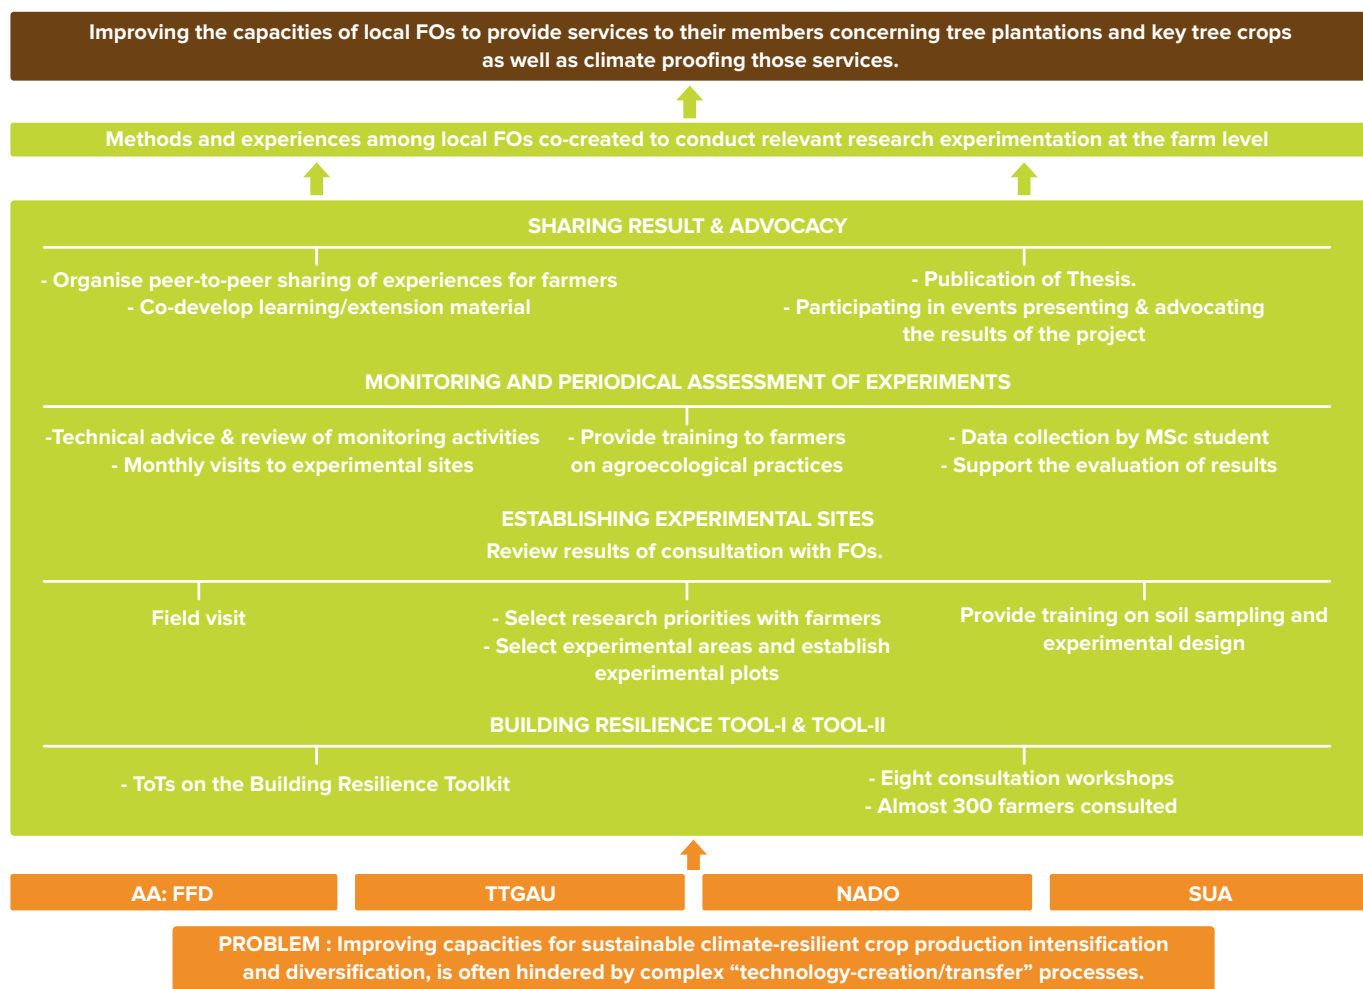 Improving the capacities of local FOs to provide services to their members concerning tree plantations and key tree crops
as well as climate proofing those services.
Methods and experiences among local FOs co-created to conduct relevant research experimentation at the farm level
SHARING RESULT & ADVOCACY
- Organise peer-to-peer sharing of experiences for farmers
- Co-develop learning/extension material
- Publication of Thesis.
- Participating in events presenting & advocating
the results of the project
MONITORING AND PERIODICAL ASSESSMENT OF EXPERIMENTS
-Technical advice & review of monitoring activities
- Monthly visits to experimental sites
- Provide training to farmers
on agroecological practices
- Data collection by MSc student
- Support the evaluation of results
ESTABLISHING EXPERIMENTAL SITES
Review results of consultation with FOs.
Field visit
- Select research priorities with farmers
- Select experimental areas and establish
experimental plots
Provide training on soil sampling and
experimental design
BUILDING RESILIENCE TOOL-I & TOOL-II
- ToTs on the Building Resilience Toolkit
- Eight consultation workshops
- Almost 300 farmers consulted
AA: FFD
TTGAU
NADO
SUA
PROBLEM : Improving capacities for sustainable climate-resilient crop production intensification
and diversification, is often hindered by complex “technology-creation/transfer” processes.